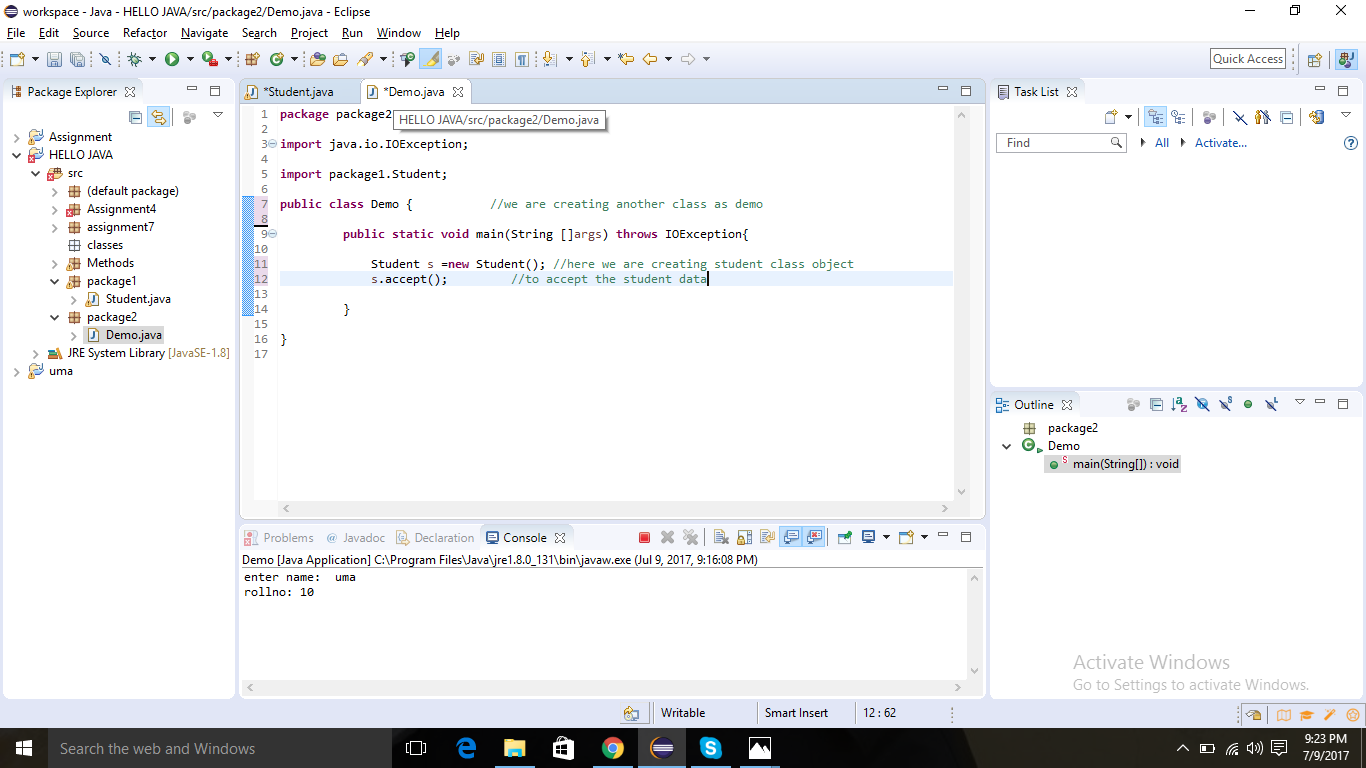 workspace - Java - HELLO JAVA/src/package2/Demo.java - Eclipse
File Edit Source Refactor Navigate Search Project Run Window Help
Quick Access
Package Explorer
Assignment
HELLO JAVA
src
(default package)
Assignment4
assignment7
classes
Methods
package1
Student.java
package2
Demo.java
JRE System Library [JavaSE-1.8]
uma
*Student.java
*Demo.java
HELLO JAVA/src/package2/Demo.java
1 package package2
2
3 import java.io.IOException;
4
5 import package1.Student;
6
7 public class Demo { //we are creating another class as demo
8
9 public static void main(String []args) throws IOException{
10
11 Student s =new Student(); //here we are creating student class object
12 s.accept(); //to accept the student data
13
14 }
15
16 }
17
Problems @ Javadoc Declaration Console
Demo [Java Application] C:\Program Files\Java\jre1.8.0_131\bin\javaw.exe (Jul 9, 2017, 9:16:08 PM)
enter name: uma
rollno: 10
Task List
Find
All
Activate...
Outline
package2
Demo
main(String[]) : void
Activate Windows
Go to Settings to activate Windows.
Writable
Smart Insert
12 : 62
Search the web and Windows
9:23 PM
7/9/2017